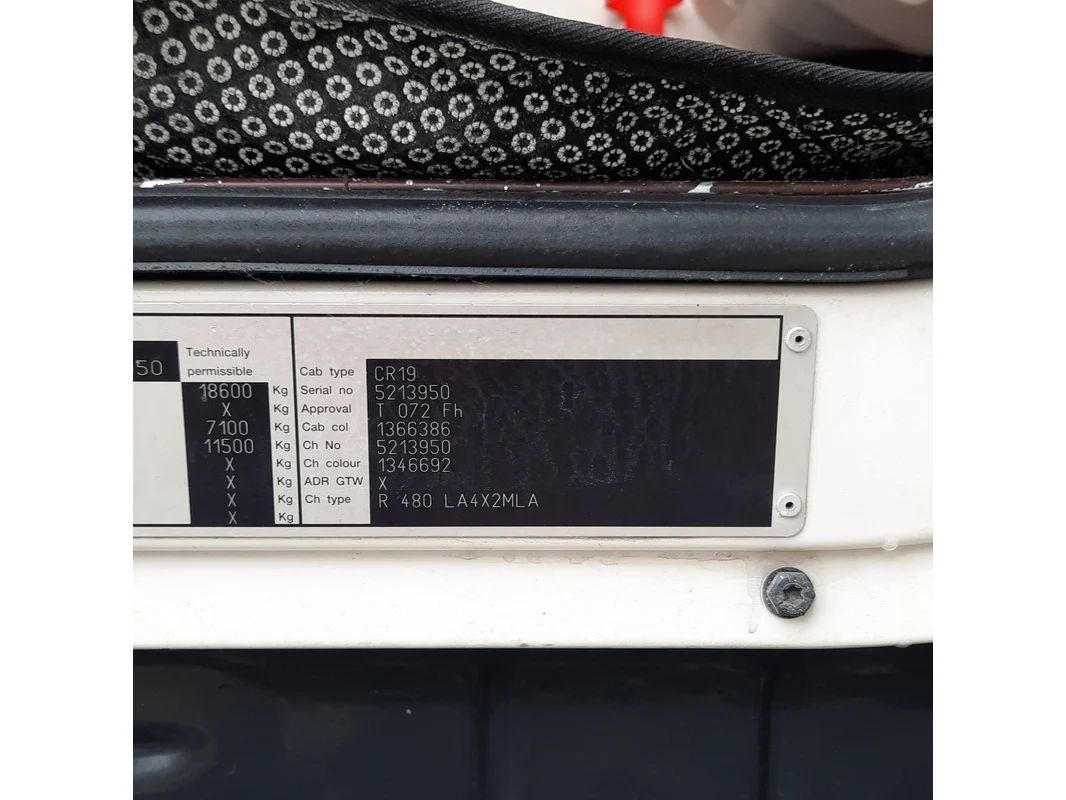 Technically
50 permissible Cab type CR19
18600 Kg Serial no 5213950
X Kg Approval T 072 Fh
7100 Kg Cab col 1366386
11500 Kg Ch No 5213950
X Kg Ch colour 1346692
X Kg ADR GTW X
X Kg Ch type R 480 LA4X2MLA
X Kg